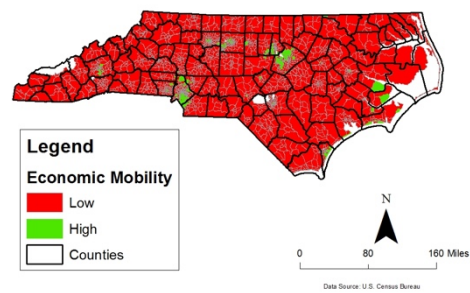 Legend
Economic Mobility
Low
High
Counties
N
0 80 160 Miles
Data Source: U.S. Census Bureau